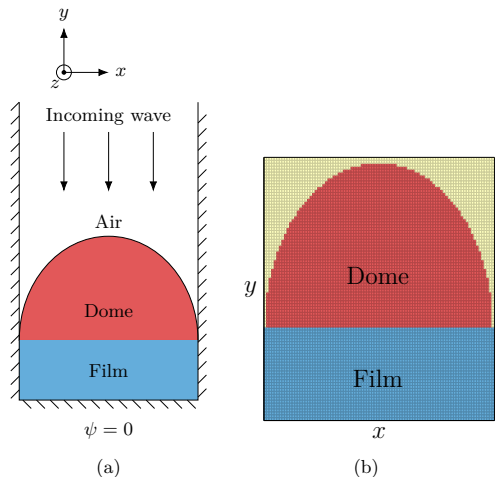 y
x
z
Incoming wave
Air
Dome
Film
ψ = 0
(a)
y
Dome
Film
x
(b)